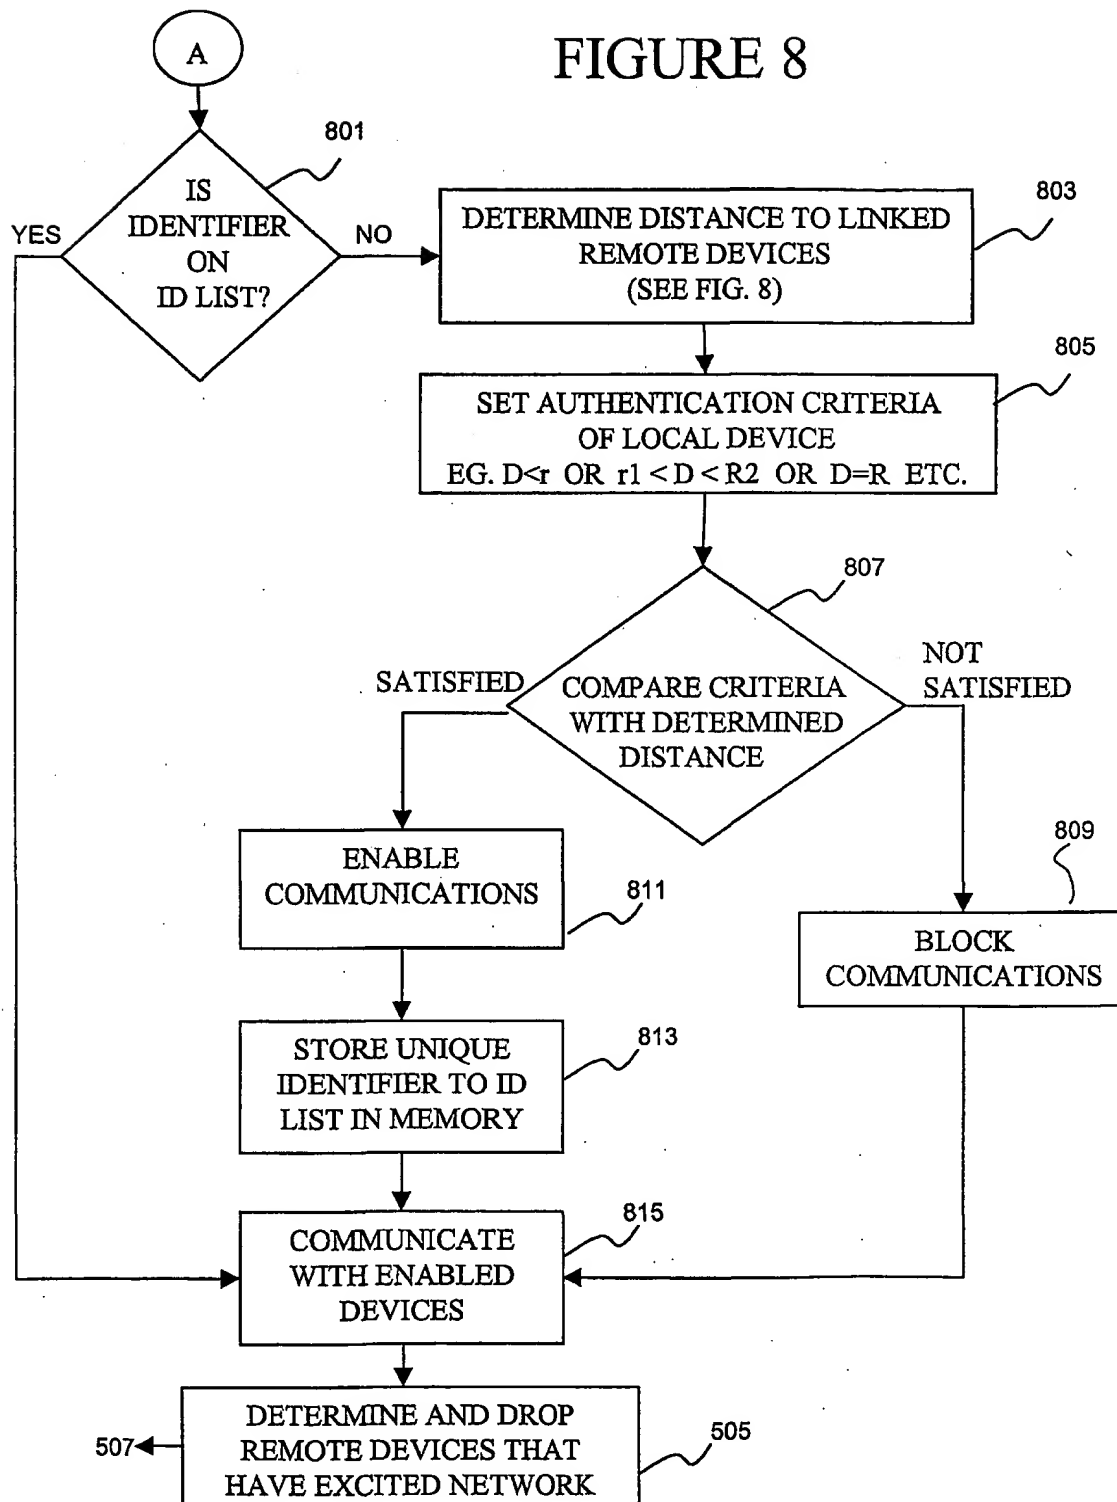 FIGURE 8
A
801
IS
IDENTIFIER
ON
ID LIST?
YES
NO
DETERMINE DISTANCE TO LINKED
REMOTE DEVICES
(SEE FIG. 8)
803
SET AUTHENTICATION CRITERIA
OF LOCAL DEVICE
EG. D<r OR r1 < D < R2 OR D=R ETC.
805
807
COMPARE CRITERIA
WITH DETERMINED
DISTANCE
SATISFIED
NOT
SATISFIED
ENABLE
COMMUNICATIONS
811
809
BLOCK
COMMUNICATIONS
STORE UNIQUE
IDENTIFIER TO ID
LIST IN MEMORY
813
COMMUNICATE
WITH ENABLED
DEVICES
815
DETERMINE AND DROP
REMOTE DEVICES THAT
HAVE EXCITED NETWORK
505
507